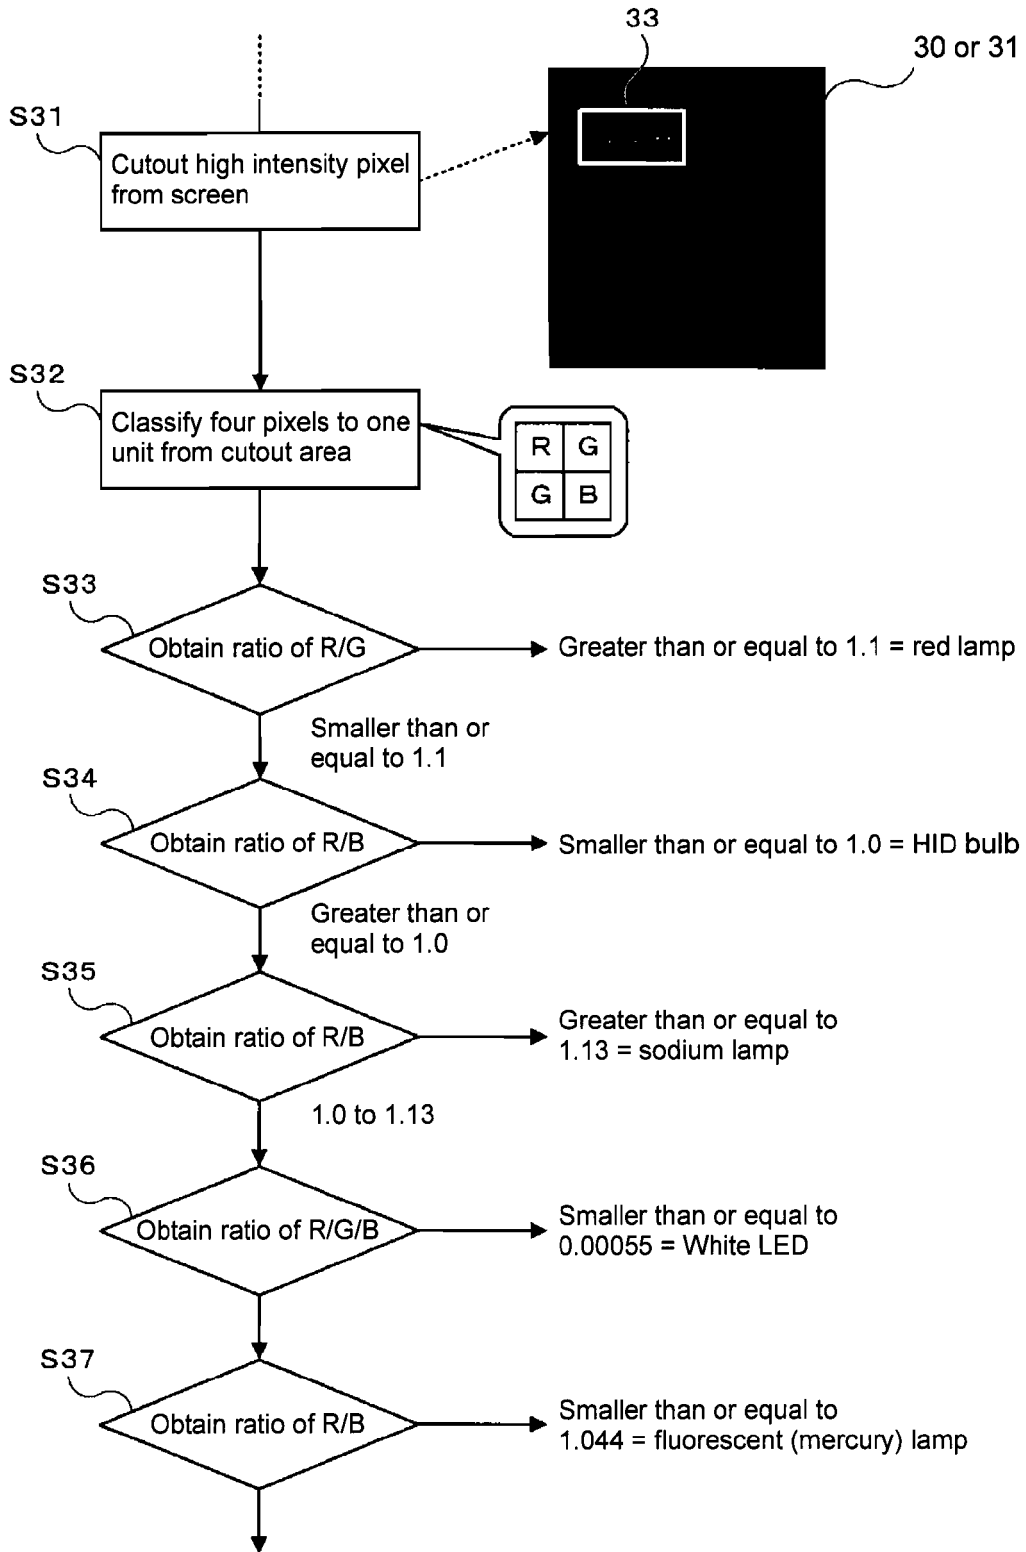 33
30 or 31
S31
Cutout high intensity pixel
from screen
S32
Classify four pixels to one
unit from cutout area
R G
G B
S33
Obtain ratio of R/G
Greater than or equal to 1.1 = red lamp
Smaller than or
equal to 1.1
S34
Obtain ratio of R/B
Smaller than or equal to 1.0 = HID bulb
Greater than or
equal to 1.0
S35
Obtain ratio of R/B
Greater than or equal to
1.13 = sodium lamp
1.0 to 1.13
S36
Obtain ratio of R/G/B
Smaller than or equal to
0.00055 = White LED
S37
Obtain ratio of R/B
Smaller than or equal to
1.044 = fluorescent (mercury) lamp